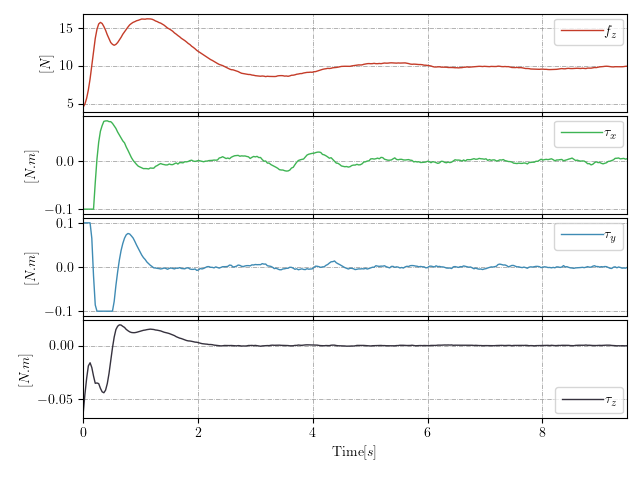 15
10
5
[N]
f_z
0.0
−0.1
[N.m]
τ_x
0.1
0.0
−0.1
[N.m]
τ_y
0.00
−0.05
[N.m]
τ_z
0 2 4 6 8
Time[s]